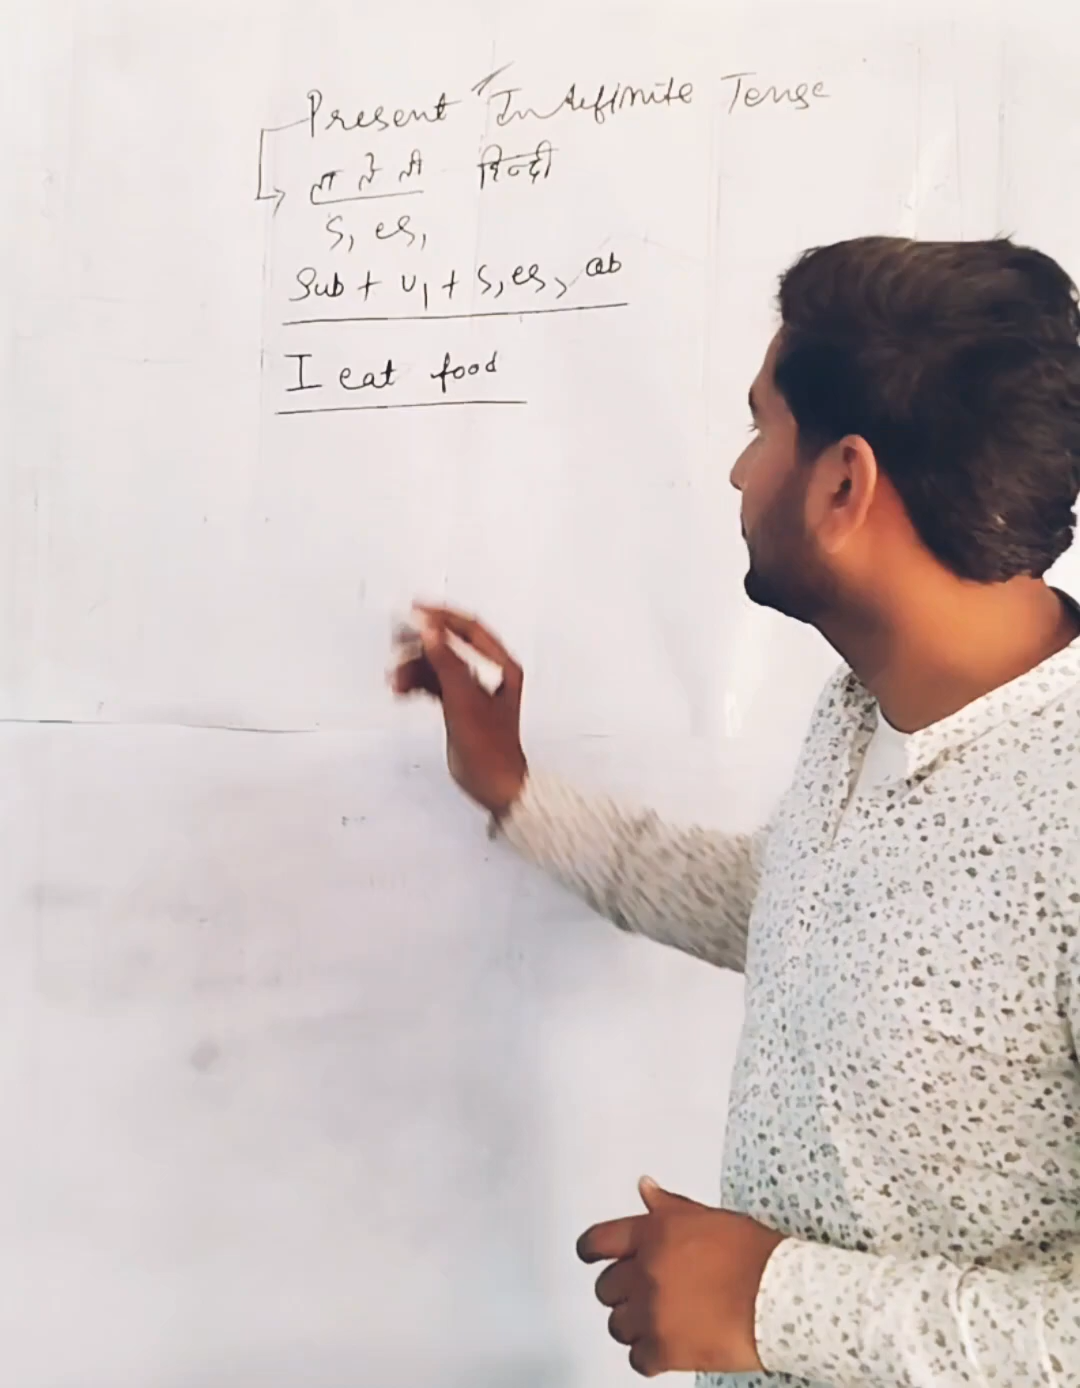 Present Indefinite Tense
ता ते ती हिन्दी
S, es,
Sub + v1 + s, es, ob
I eat food